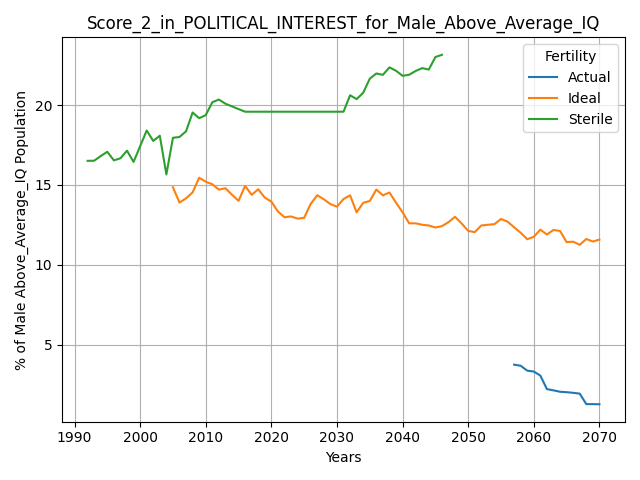 Score_2_in_POLITICAL_INTEREST_for_Male_Above_Average_IQ
% of Male Above_Average_IQ Population
20
15
10
5
Fertility
Actual
Ideal
Sterile
1990 2000 2010 2020 2030 2040 2050 2060 2070
Years